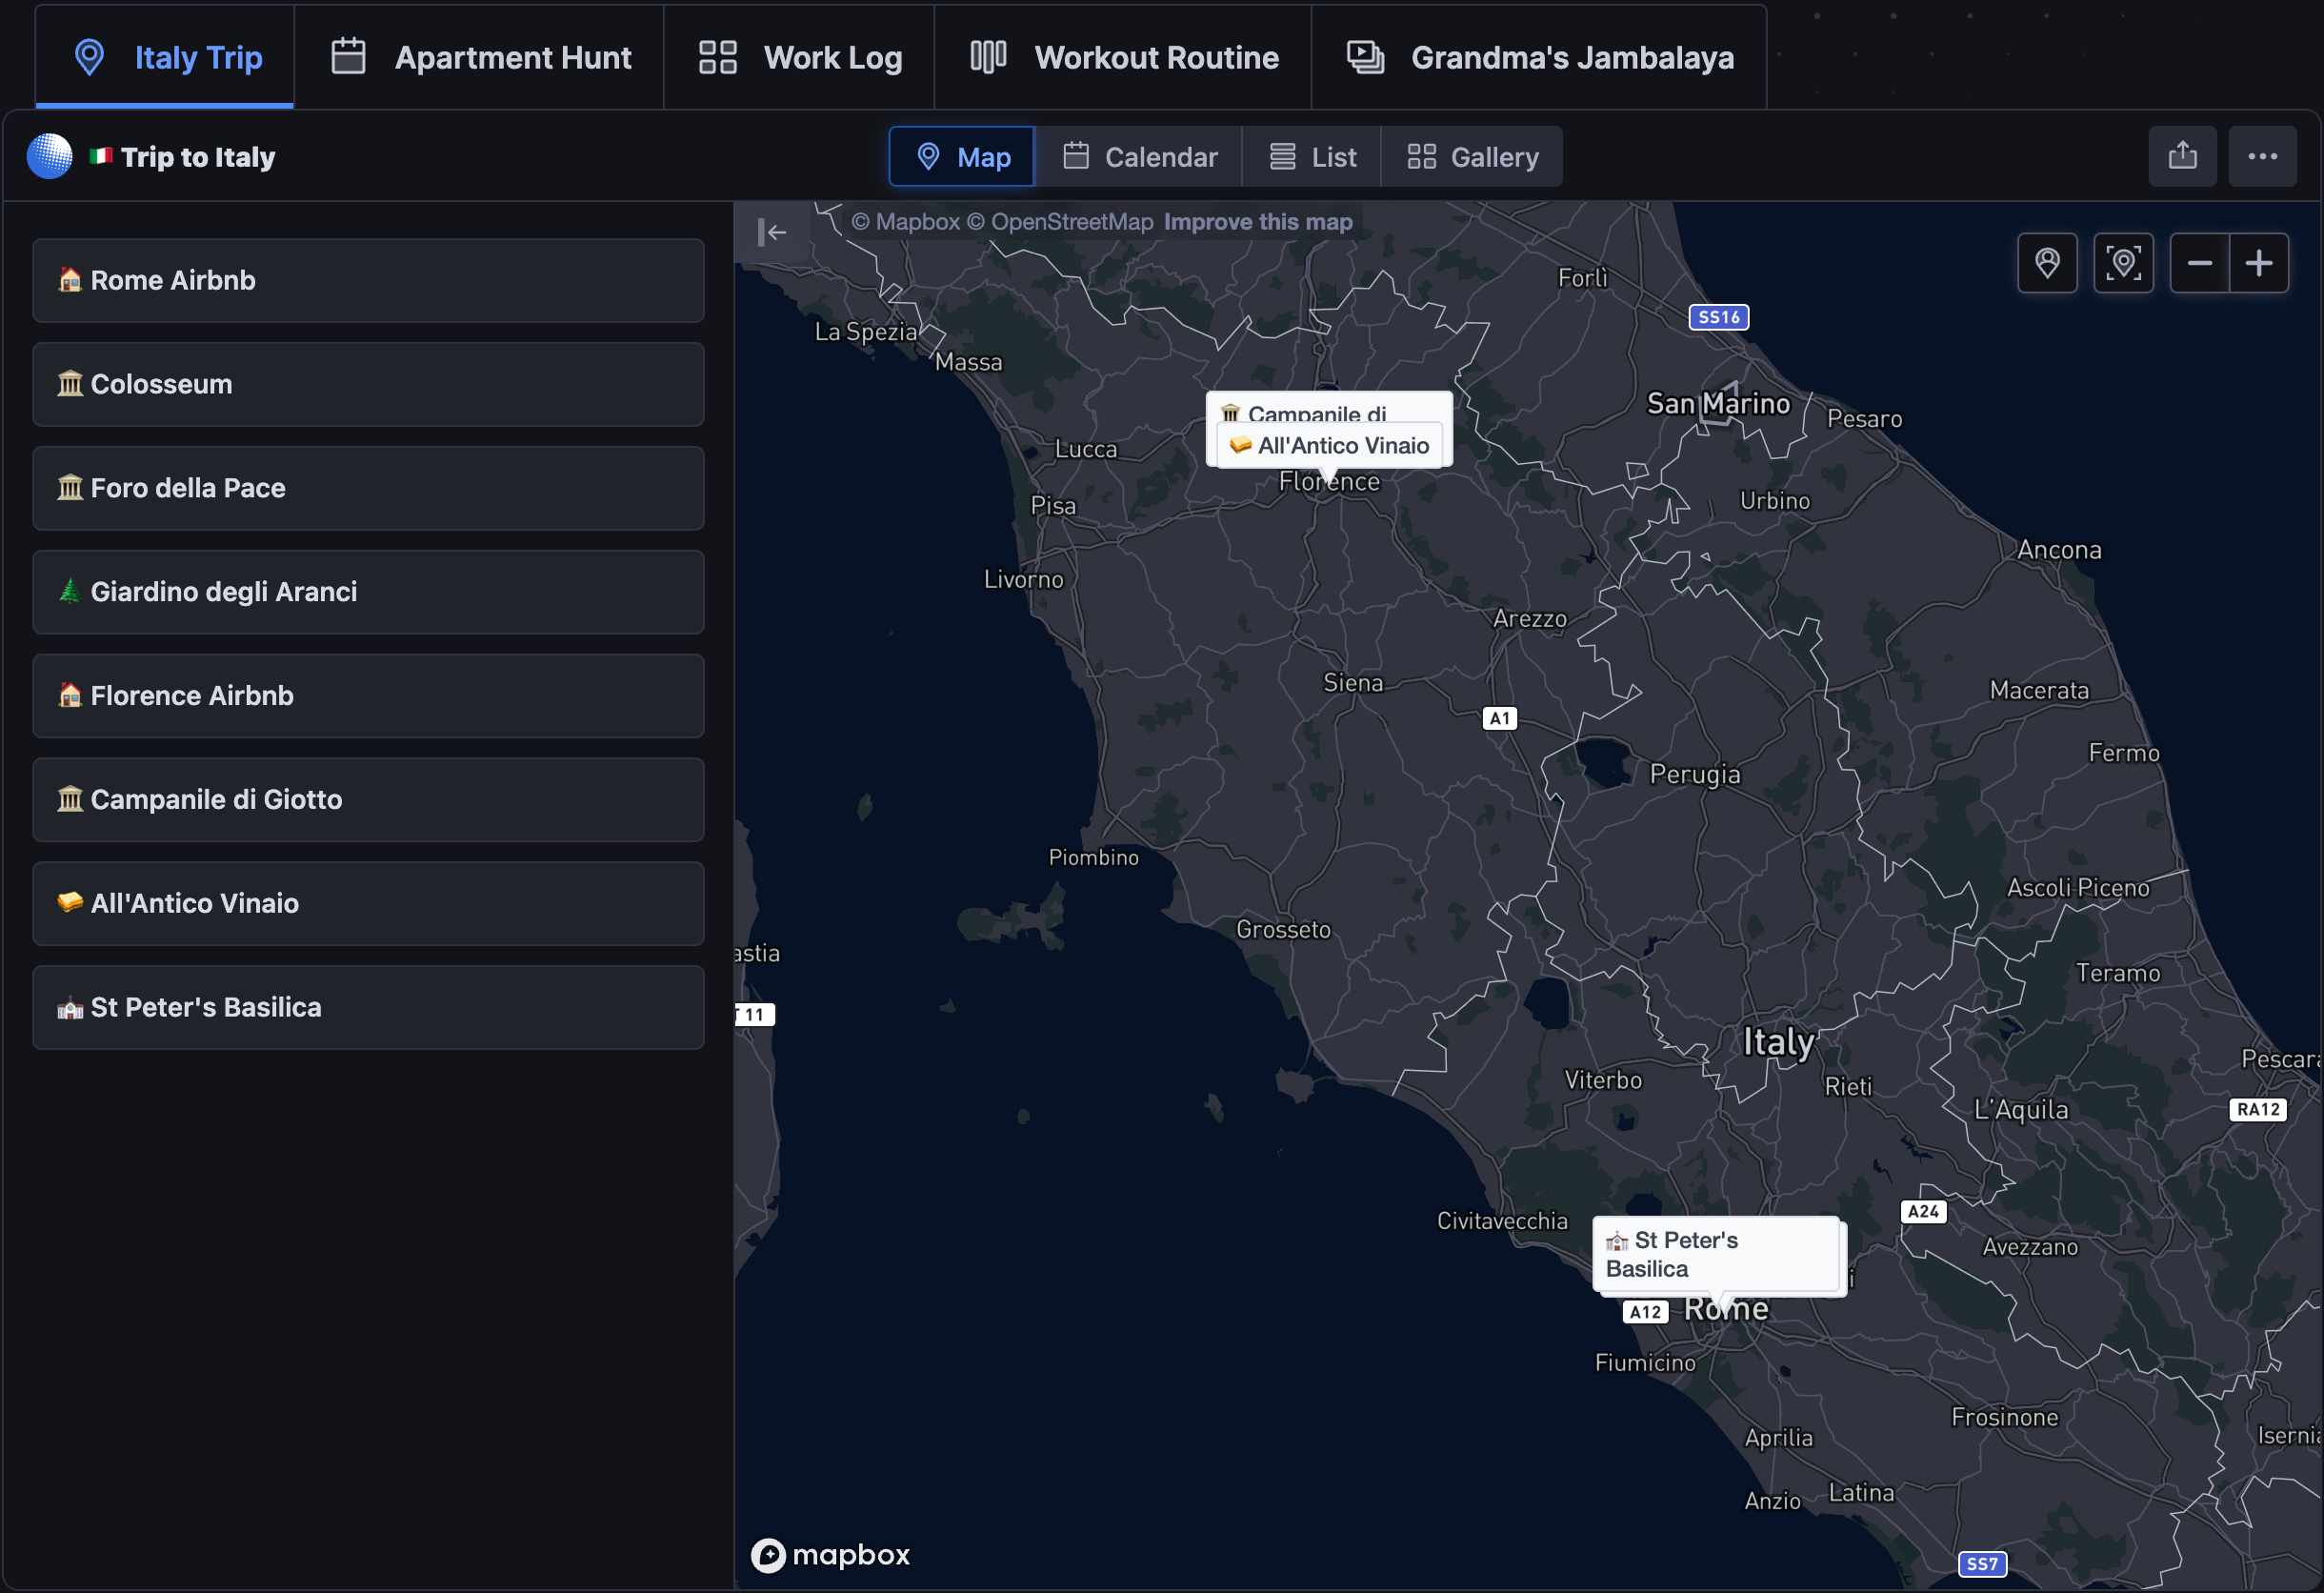 Italy Trip
Apartment Hunt
Work Log
Workout Routine
Grandma's Jambalaya
🇮🇹 Trip to Italy
Map
Calendar
List
Gallery
🏠 Rome Airbnb
🏛 Colosseum
🏛 Foro della Pace
🌲 Giardino degli Aranci
🏠 Florence Airbnb
🏛 Campanile di Giotto
🥪 All'Antico Vinaio
⛪ St Peter's Basilica
© Mapbox © OpenStreetMap Improve this map
Forlì
SS16
La Spezia
Massa
San Marino
Pesaro
🏛 Campanile di
🥪 All'Antico Vinaio
Lucca
Florence
Pisa
Urbino
Ancona
Livorno
Arezzo
Siena
Macerata
A1
Fermo
Perugia
Piombino
Ascoli Piceno
Grosseto
astia
Teramo
T 11
Italy
Pescara
Viterbo
Rieti
L'Aquila
RA12
Civitavecchia
A24
⛪ St Peter's
Basilica
Avezzano
i
A12
Rome
Fiumicino
Frosinone
Aprilia
Isernia
Anzio
Latina
SS7
mapbox